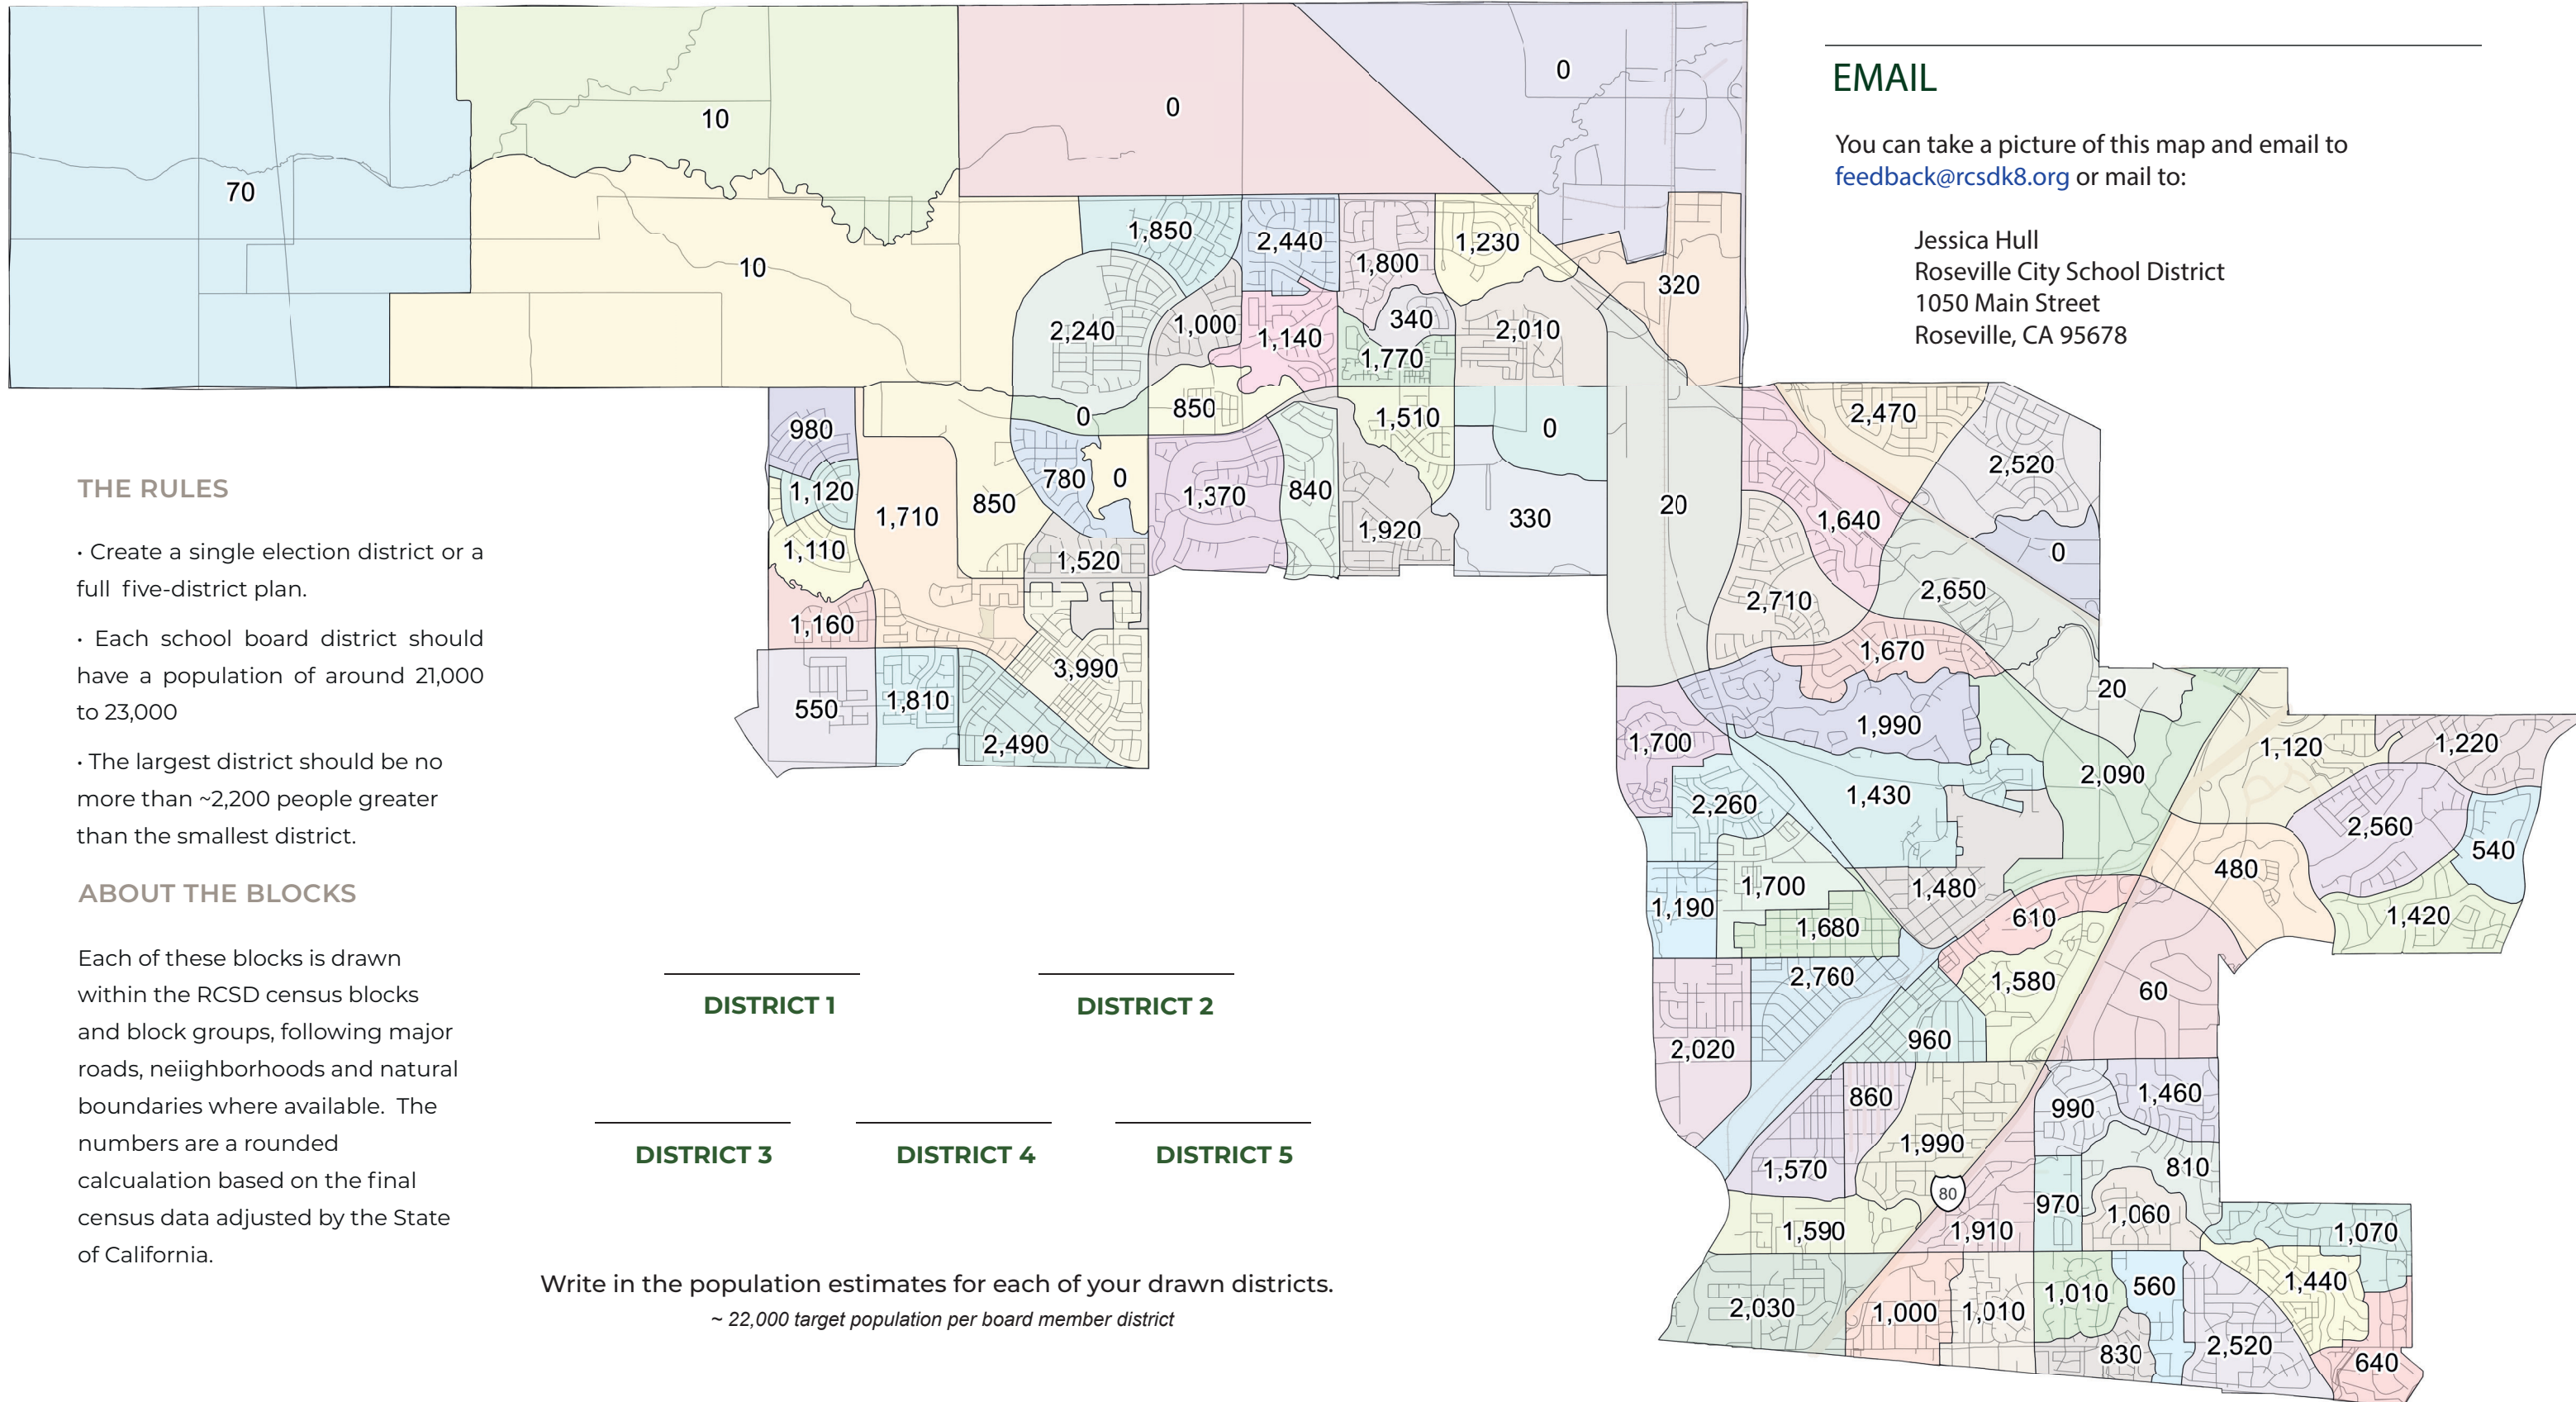 EMAIL
You can take a picture of this map and email to
feedback@rcsdk8.org or mail to:
Jessica Hull
Roseville City School District
1050 Main Street
Roseville, CA 95678
THE RULES
· Create a single election district or a
full five-district plan.
· Each school board district should
have a population of around 21,000
to 23,000
· The largest district should be no
more than ~2,200 people greater
than the smallest district.
ABOUT THE BLOCKS
Each of these blocks is drawn
within the RCSD census blocks
and block groups, following major
roads, neiighborhoods and natural
boundaries where available. The
numbers are a rounded
calcualation based on the final
census data adjusted by the State
of California.
DISTRICT 1
DISTRICT 2
DISTRICT 3
DISTRICT 4
DISTRICT 5
Write in the population estimates for each of your drawn districts.
~ 22,000 target population per board member district
70
10
0
0
10
1,850
2,440
1,800
1,230
320
2,240
1,000
1,140
340
2,010
1,770
0
850
1,510
0
980
780
0
1,120
1,710
850
1,370
840
1,920
330
20
1,110
1,520
1,160
3,990
550
1,810
2,490
2,470
2,520
1,640
0
2,710
2,650
1,670
20
1,700
1,990
2,090
1,120
1,220
2,260
1,430
2,560
540
1,190
1,700
1,480
480
1,680
610
1,420
2,760
1,580
60
2,020
960
860
990
1,460
1,570
1,990
810
80
970
1,060
1,590
1,910
1,070
2,030
1,000
1,010
1,010
560
1,440
830
2,520
640